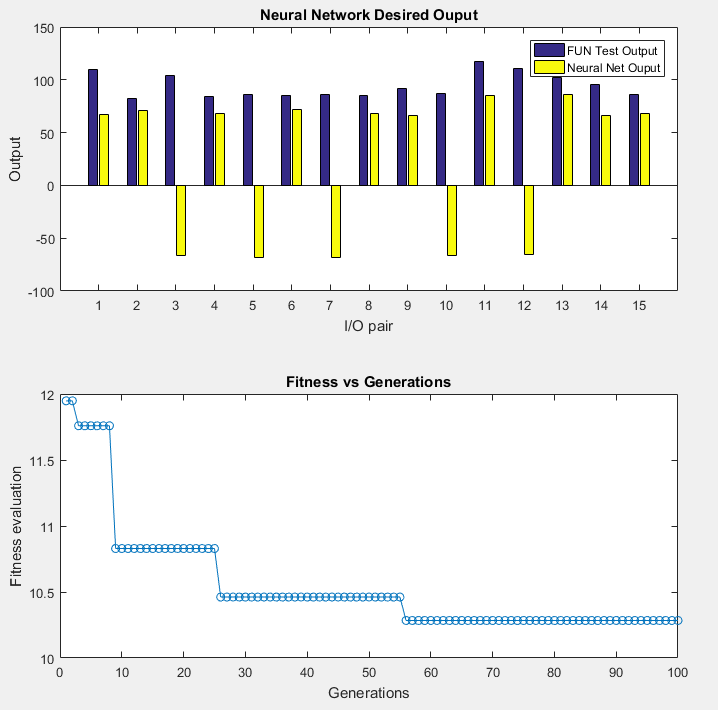 Neural Network Desired Ouput
150
100
50
0
-50
-100
Output
FUN Test Outptut
Neural Net Ouput
1 2 3 4 5 6 7 8 9 10 11 12 13 14 15
I/O pair
Fitness vs Generations
12
11.5
11
10.5
10
Fitness evaluation
0 10 20 30 40 50 60 70 80 90 100
Generations